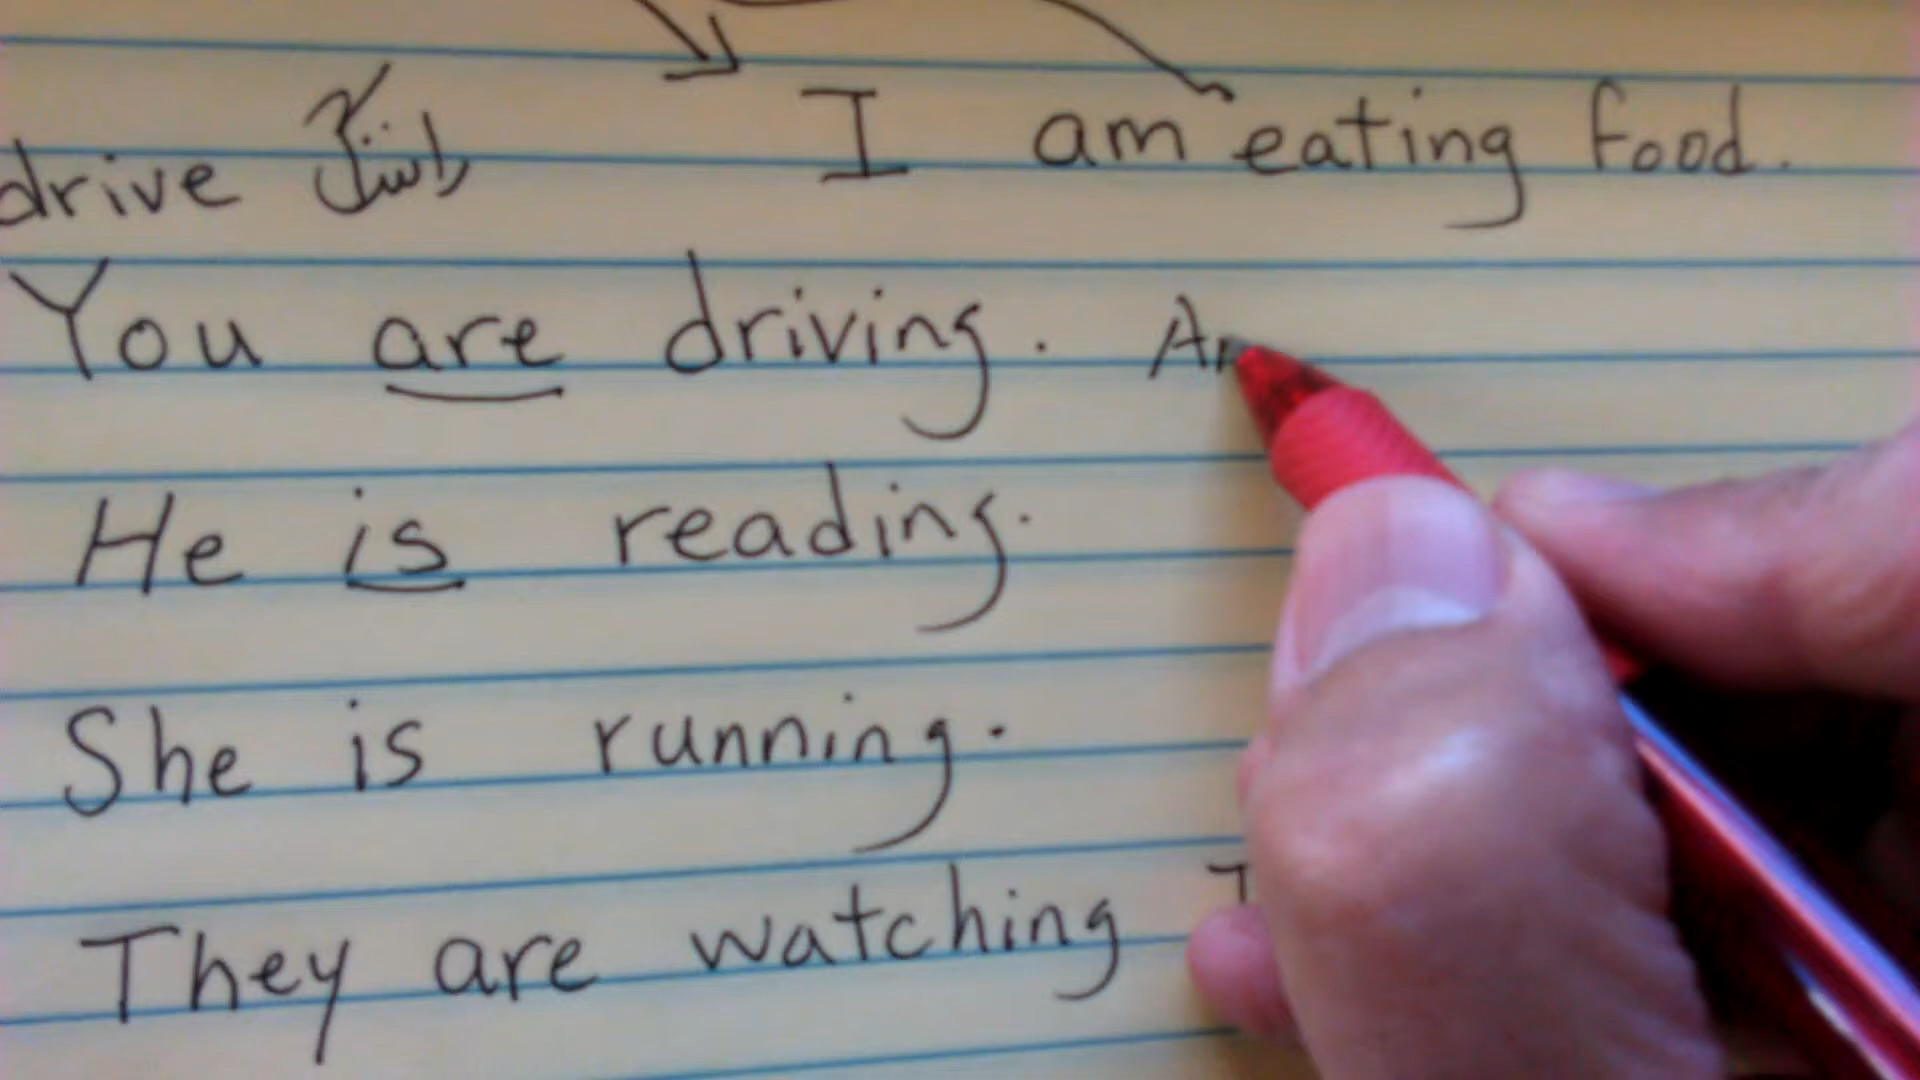 I am eating food.
drive
You are driving. A
He is reading.
She is running.
They are watching